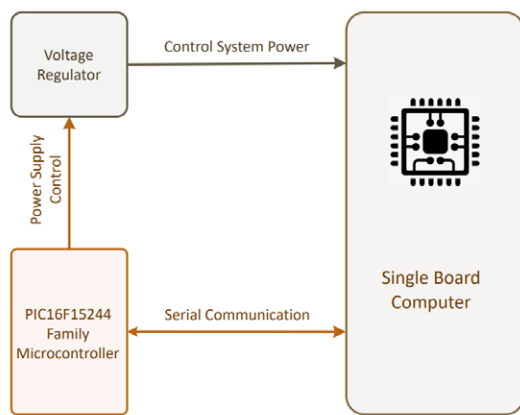 Voltage
Regulator
Control System Power
Power Supply
Control
PIC16F15244
Family
Microcontroller
Serial Communication
Single Board
Computer